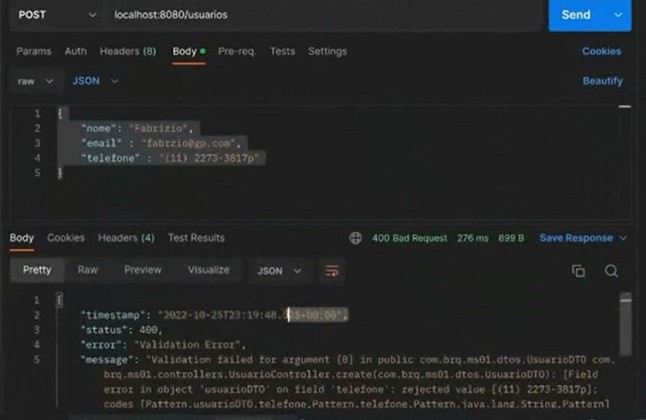 POST localhost:8080/usuarios Send
Params Auth Headers (8) Body Pre-req. Tests Settings Cookies
raw JSON Beautify
1 {
2 "nome": "Fabrizio",
3 "email" : "fabrzio@gp.com",
4 "telefone" : "(11) 2273-3817p"
5 }
Body Cookies Headers (4) Test Results 400 Bad Request 276 ms 899 B Save Response
Pretty Raw Preview Visualize JSON
1 {
2 "timestamp": "2022-10-25T23:19:48. +00:00",
3 "status": 400,
4 "error": "Validation Error",
5 "message": "Validation failed for argument [0] in public com.brq.ms01.dtos.UsuarioDTO com.
brq.ms01.controllers.UsuarioController.create(com.brq.ms01.dtos.UsuarioDTO): [Field
error in object 'usuarioDTO' on field 'telefone': rejected value [(11) 2273-3817p];
codes [Pattern.usuarioDTO.telefone,Pattern.telefone,Pattern.java.lang.String,Pattern]